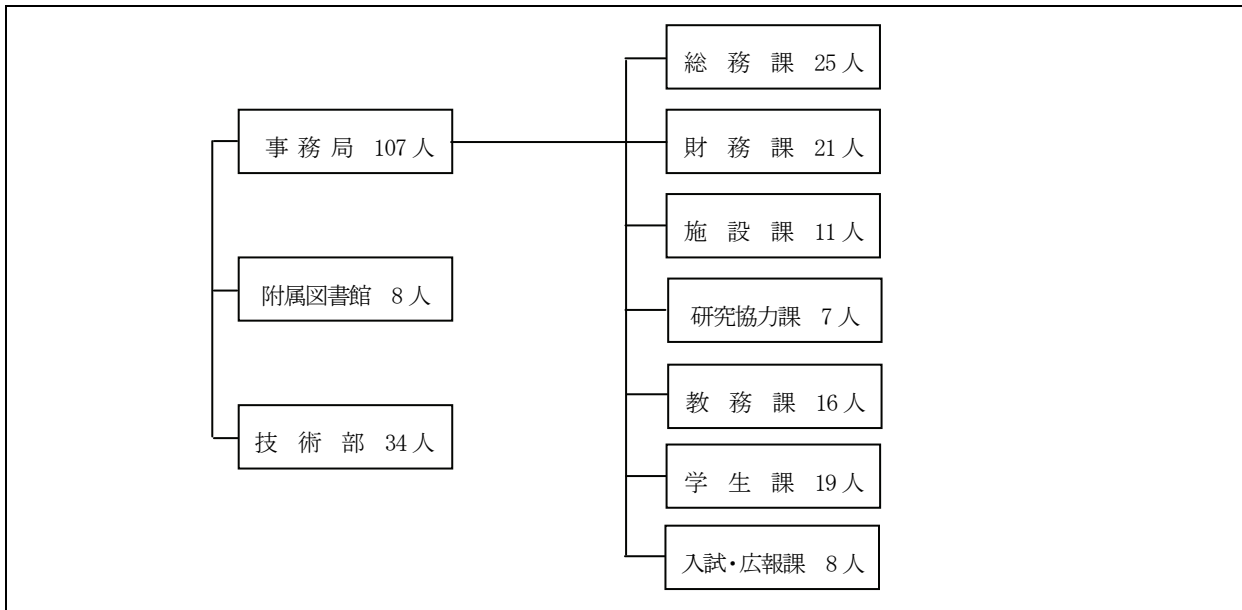 事務局 107人
附属図書館 8人
技術部 34人
総務課 25人
財務課 21人
施設課 11人
研究協力課 7人
教務課 16人
学生課 19人
入試・広報課 8人